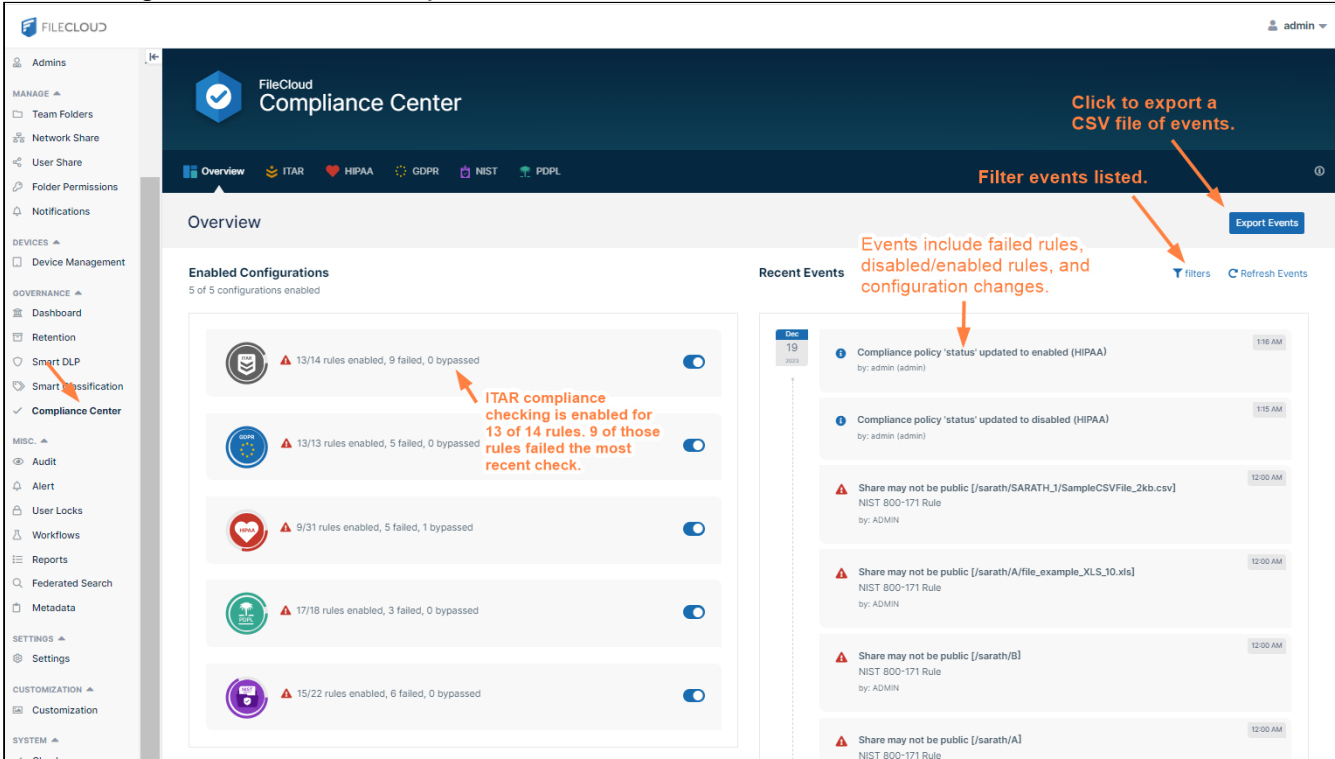 FILECLOUD
admin
Admins
MANAGE
Team Folders
Network Share
User Share
Folder Permissions
Notifications
DEVICES
Device Management
GOVERNANCE
Dashboard
Retention
Smart DLP
Smart Classification
Compliance Center
MISC.
Audit
Alert
User Locks
Workflows
Reports
Federated Search
Metadata
SETTINGS
Settings
CUSTOMIZATION
Customization
SYSTEM
FileCloud
Compliance Center
Click to export a
CSV file of events.
Overview
ITAR
HIPAA
GDPR
NIST
PDPL
Filter events listed.
Overview
Export Events
Enabled Configurations
5 of 5 configurations enabled
Recent Events
Events include failed rules,
disabled/enabled rules, and
configuration changes.
filters
Refresh Events
ITAR
13/14 rules enabled, 9 failed, 0 bypassed
ITAR compliance
checking is enabled for
13 of 14 rules. 9 of those
rules failed the most
recent check.
GDPR
13/13 rules enabled, 5 failed, 0 bypassed
HIPAA
9/31 rules enabled, 5 failed, 1 bypassed
PDPL
17/18 rules enabled, 3 failed, 0 bypassed
NIST
15/22 rules enabled, 6 failed, 0 bypassed
Dec
19
2023
Compliance policy 'status' updated to enabled (HIPAA)
by: admin (admin)
1:16 AM
Compliance policy 'status' updated to disabled (HIPAA)
by: admin (admin)
1:15 AM
Share may not be public [/sarath/SARATH_1/SampleCSVFile_2kb.csv]
NIST 800-171 Rule
by: ADMIN
12:00 AM
Share may not be public [/sarath/A/file_example_XLS_10.xls]
NIST 800-171 Rule
by: ADMIN
12:00 AM
Share may not be public [/sarath/B]
NIST 800-171 Rule
by: ADMIN
12:00 AM
Share may not be public [/sarath/A]
NIST 800-171 Rule
12:00 AM